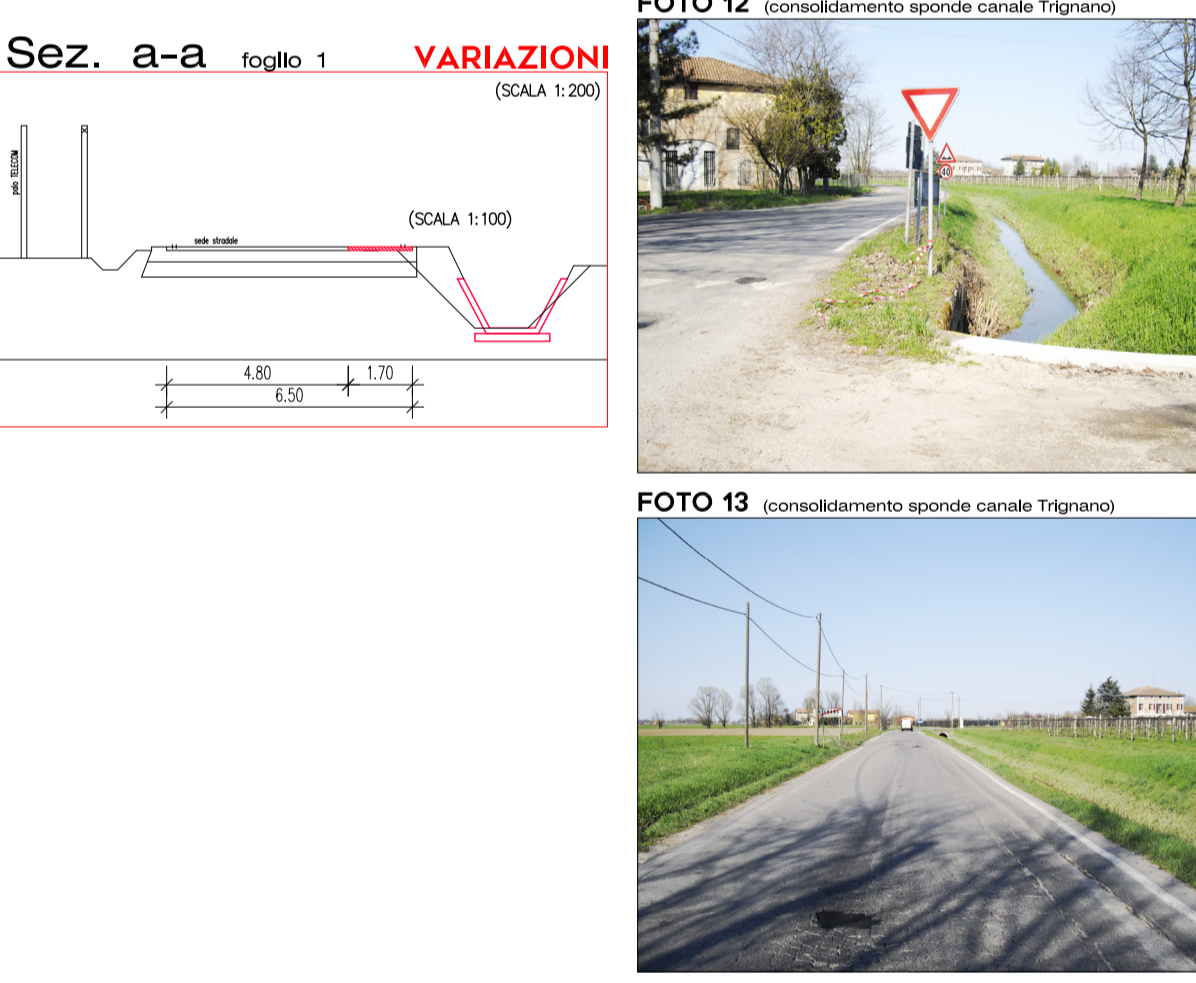 Sez. a-a foglio 1 VARIAZIONI
(SCALA 1:200)
palo TELECOM
(SCALA 1:100)
sede stradale
4.80 1.70
6.50
FOTO 12 (consolidamento sponde canale Trignano)
40
FOTO 13 (consolidamento sponde canale Trignano)